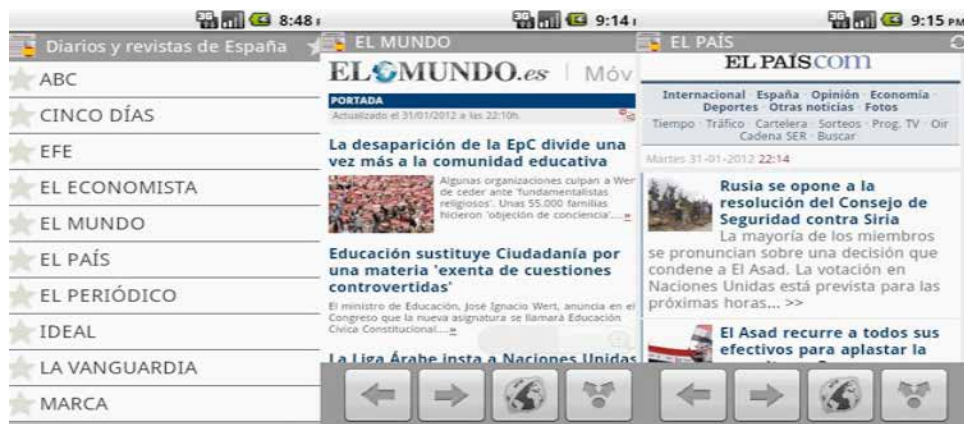 3G 8:48
Diarios y revistas de España
ABC
CINCO DÍAS
EFE
EL ECONOMISTA
EL MUNDO
EL PAÍS
EL PERIÓDICO
IDEAL
LA VANGUARDIA
MARCA
3G 9:14
EL MUNDO
EL MUNDO.es | Móv
PORTADA
Actualizado el 31/01/2012 a las 22:10h.
La desaparición de la EpC divide una
vez más a la comunidad educativa
Algunas organizaciones culpan a Wer
de ceder ante 'fundamentalistas
religiosos'. Unas 55.000 familias
hicieron 'objeción de conciencia'....»
Educación sustituye Ciudadanía por
una materia 'exenta de cuestiones
controvertidas'
El ministro de Educación, José Ignacio Wert, anuncia en el
Congreso que la nueva asignatura se llamará Educación
Cívica Constitucional....»
La Liga Árabe insta a Naciones Unidas
3G 9:15 PM
EL PAÍS
EL PAÍS.com
Internacional · España · Opinión · Economía ·
Deportes · Otras noticias · Fotos
Tiempo · Tráfico · Cartelera · Sorteos · Prog. TV · Oir
Cadena SER · Buscar
Martes 31-01-2012 22:14
Rusia se opone a la
resolución del Consejo de
Seguridad contra Siria
La mayoría de los miembros
se pronuncian sobre una decisión que
condene a El Asad. La votación en
Naciones Unidas está prevista para las
próximas horas... >>
El Asad recurre a todos sus
efectivos para aplastar la